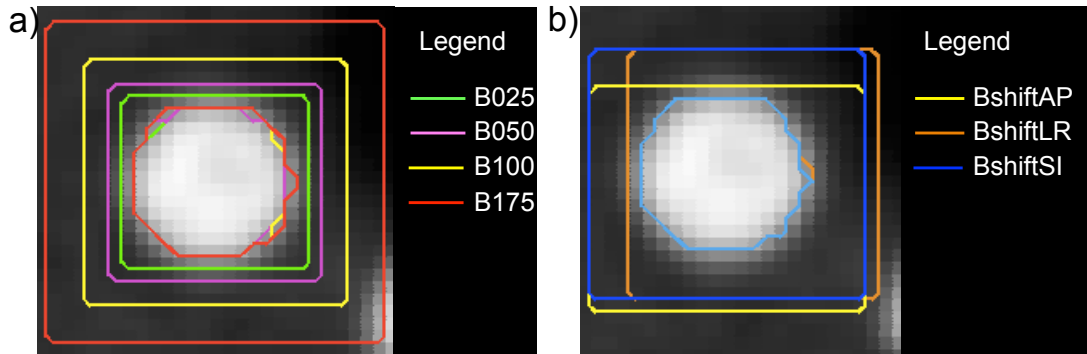 a)
Legend
B025
B050
B100
B175
b)
Legend
BshiftAP
BshiftLR
BshiftSI